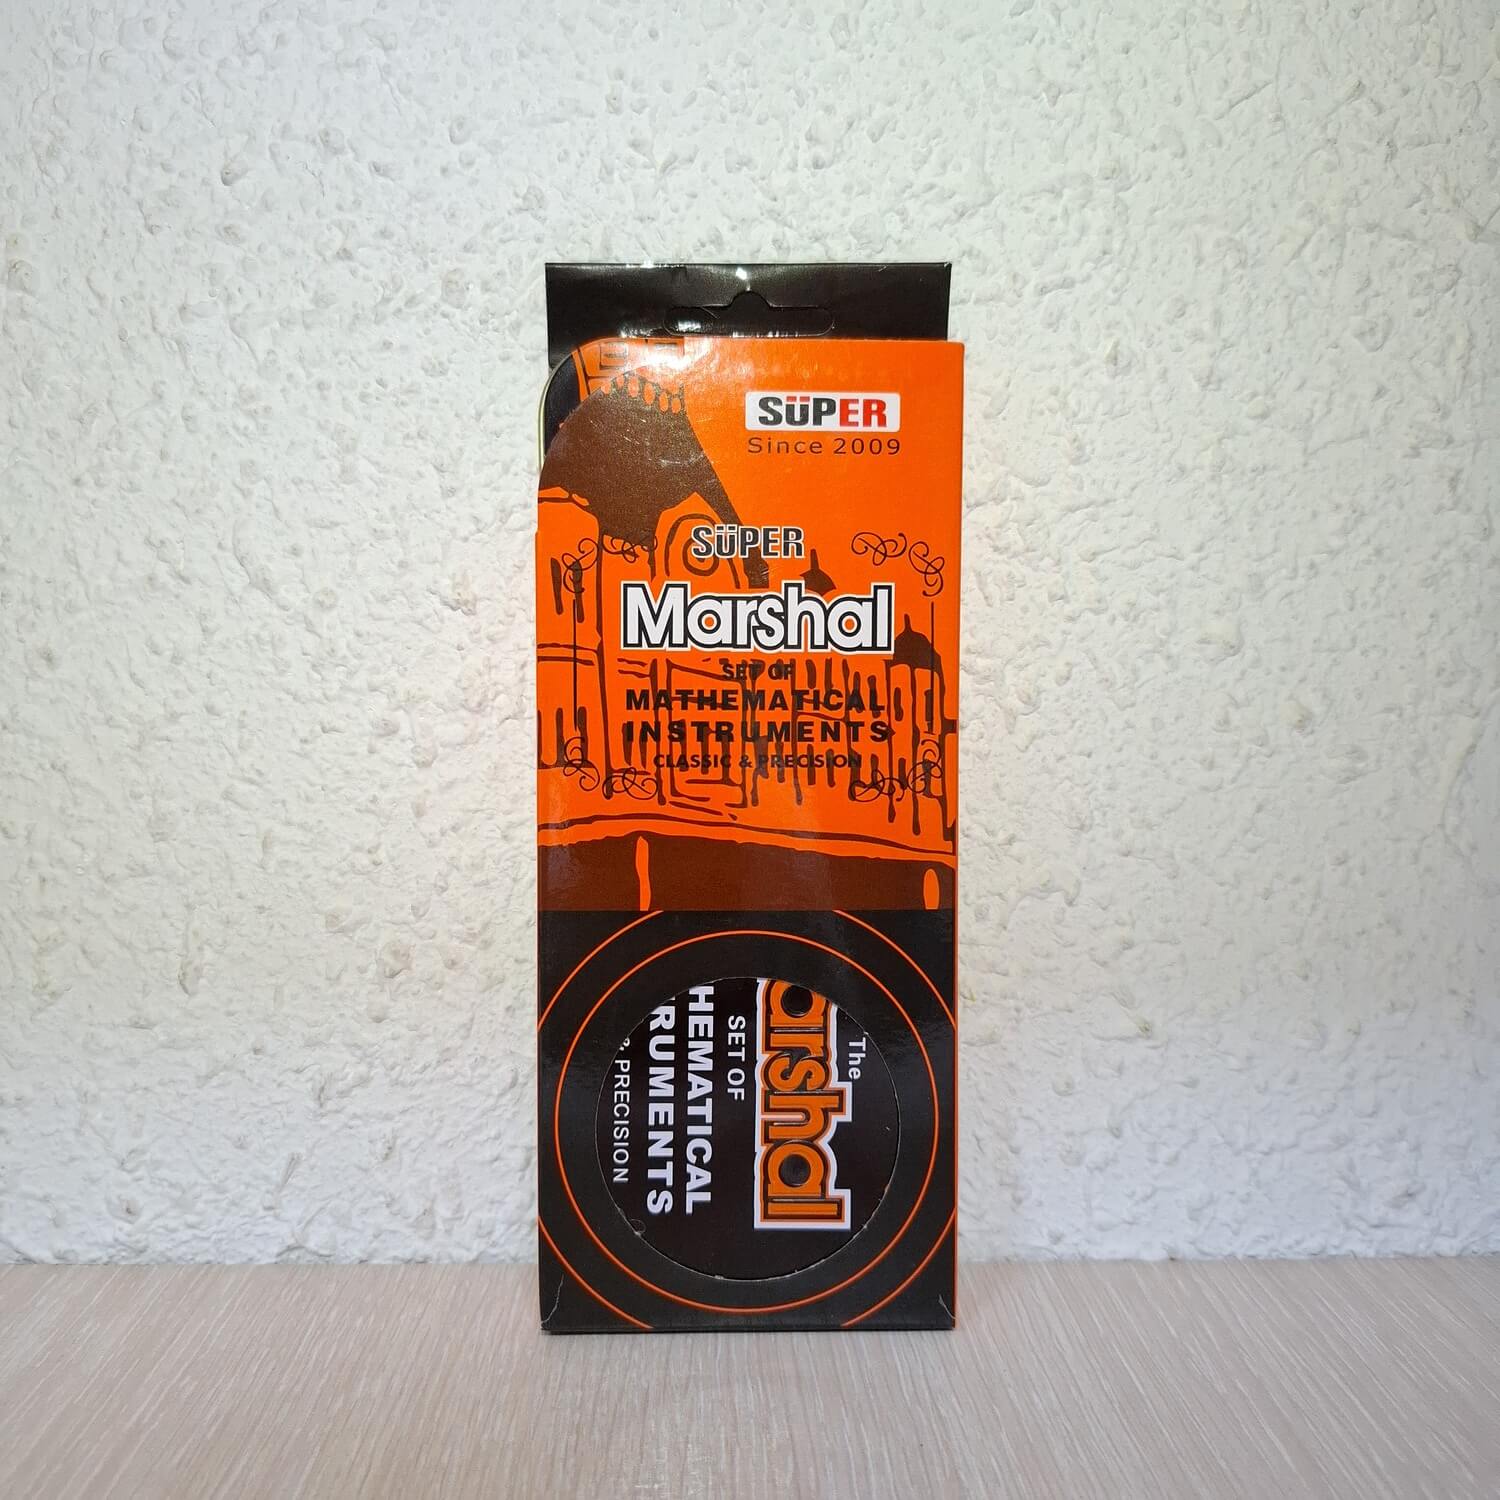 SÜPER
Since 2009
SÜPER
Marshal
SET OF
MATHEMATICAL
INSTRUMENTS
CLASSIC & PRECISION
The
arshal
SET OF
HEMATICAL
RUMENTS
& PRECISION